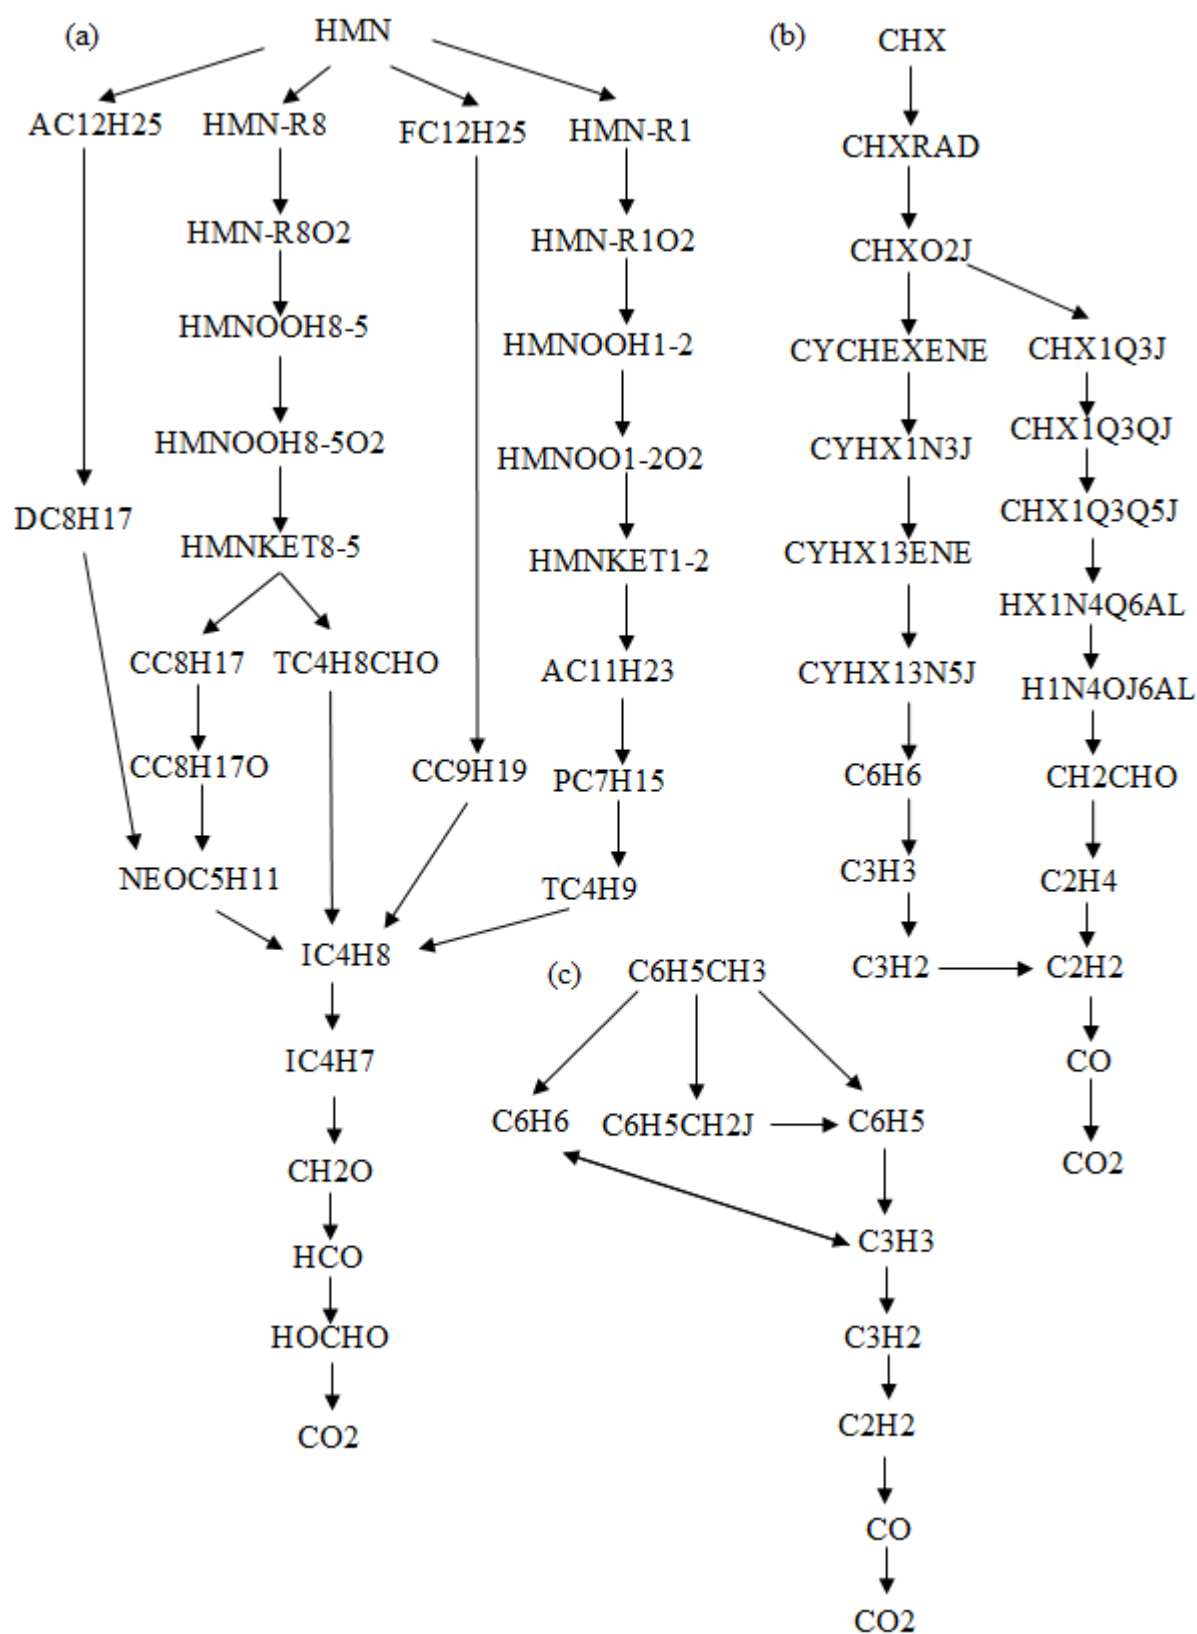 (a)
HMN
AC12H25
HMN-R8
FC12H25
HMN-R1
HMN-R8O2
HMN-R1O2
HMNOOH8-5
HMNOOH1-2
HMNOOH8-5O2
HMNOO1-2O2
DC8H17
HMNKET8-5
HMNKET1-2
CC8H17
TC4H8CHO
AC11H23
CC8H17O
CC9H19
PC7H15
NEOC5H11
TC4H9
IC4H8
IC4H7
CH2O
HCO
HOCHO
CO2
(b)
CHX
CHXRAD
CHXO2J
CYCHEXENE
CHX1Q3J
CYHX1N3J
CHX1Q3QJ
CYHX13ENE
CHX1Q3Q5J
HX1N4Q6AL
CYHX13N5J
H1N4OJ6AL
C6H6
CH2CHO
C3H3
C2H4
C3H2
C2H2
CO
CO2
(c)
C6H5CH3
C6H6
C6H5CH2J
C6H5
C3H3
C3H2
C2H2
CO
CO2